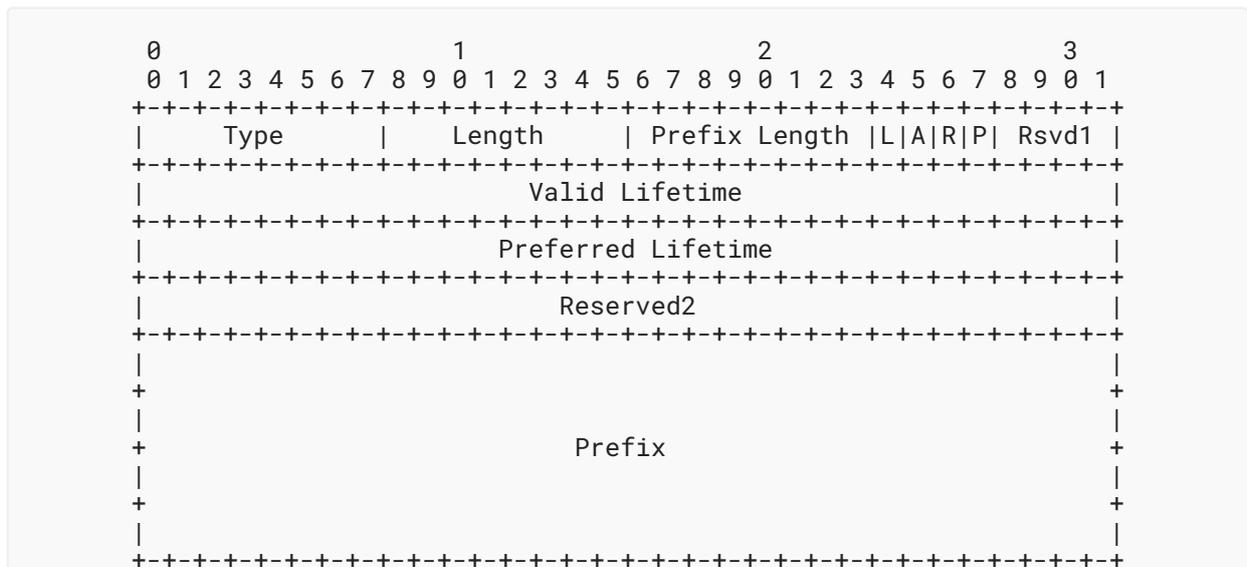 0                   1                   2                   3
 0 1 2 3 4 5 6 7 8 9 0 1 2 3 4 5 6 7 8 9 0 1 2 3 4 5 6 7 8 9 0 1
+-+-+-+-+-+-+-+-+-+-+-+-+-+-+-+-+-+-+-+-+-+-+-+-+-+-+-+-+-+-+-+-+
|     Type      |    Length     | Prefix Length |L|A|R|P| Rsvd1 |
+-+-+-+-+-+-+-+-+-+-+-+-+-+-+-+-+-+-+-+-+-+-+-+-+-+-+-+-+-+-+-+-+
|                         Valid Lifetime                        |
+-+-+-+-+-+-+-+-+-+-+-+-+-+-+-+-+-+-+-+-+-+-+-+-+-+-+-+-+-+-+-+-+
|                       Preferred Lifetime                      |
+-+-+-+-+-+-+-+-+-+-+-+-+-+-+-+-+-+-+-+-+-+-+-+-+-+-+-+-+-+-+-+-+
|                           Reserved2                           |
+-+-+-+-+-+-+-+-+-+-+-+-+-+-+-+-+-+-+-+-+-+-+-+-+-+-+-+-+-+-+-+-+
|                                                               |
+                                                               +
|                                                               |
+                            Prefix                             +
|                                                               |
+                                                               +
|                                                               |
+-+-+-+-+-+-+-+-+-+-+-+-+-+-+-+-+-+-+-+-+-+-+-+-+-+-+-+-+-+-+-+-+